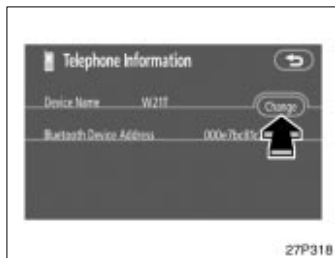 Telephone Information
Device Name W21T Change
Bluetooth Device Address
27P318